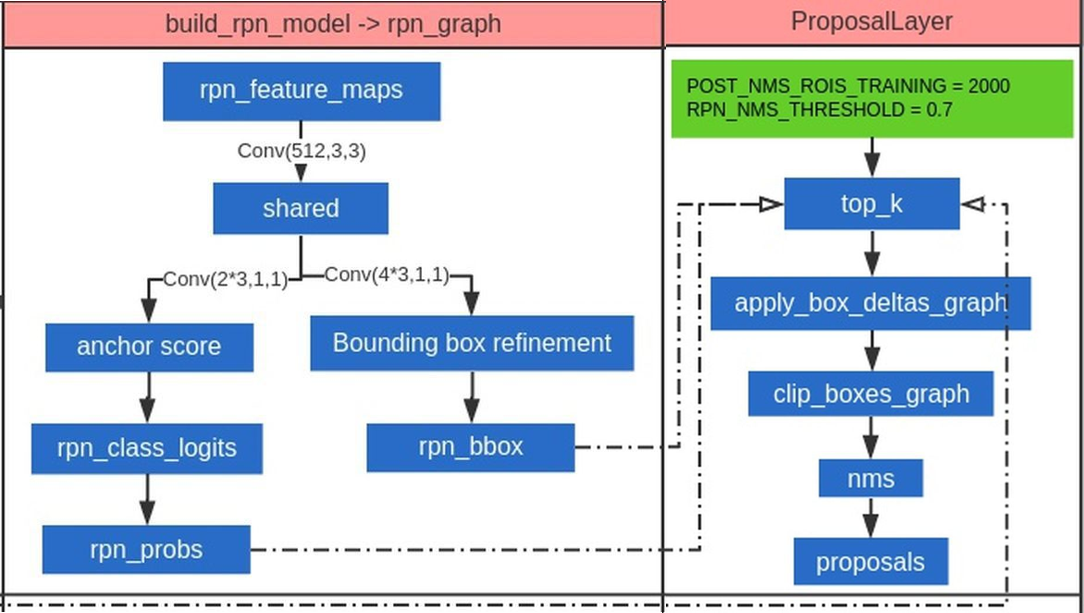 build_rpn_model -> rpn_graph
rpn_feature_maps
Conv(512,3,3)
shared
Conv(2*3,1,1)
Conv(4*3,1,1)
anchor score
Bounding box refinement
rpn_class_logits
rpn_bbox
rpn_probs
ProposalLayer
POST_NMS_ROIS_TRAINING = 2000
RPN_NMS_THRESHOLD = 0.7
top_k
apply_box_deltas_graph
clip_boxes_graph
nms
proposals